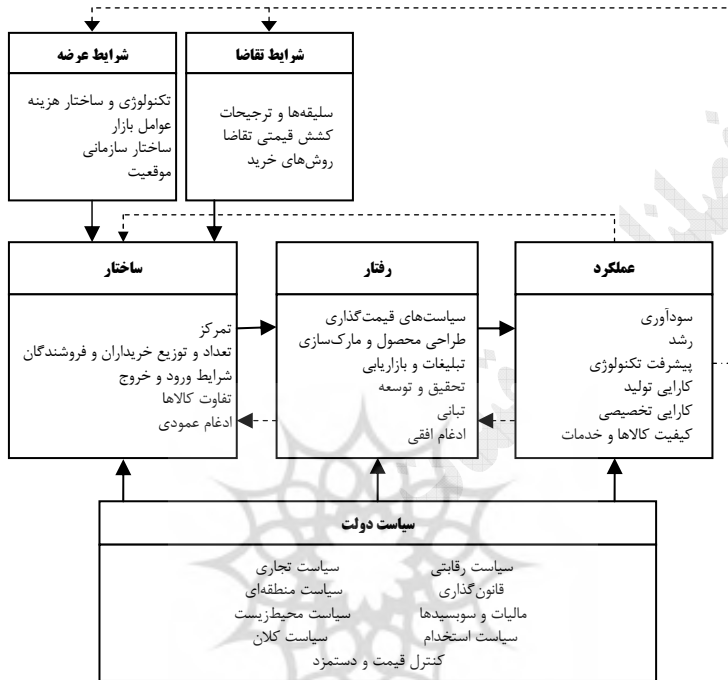 شرایط عرضه
تکنولوژی و ساختار هزینه
عوامل بازار
ساختار سازمانی
موقعیت
شرایط تقاضا
سلیقه‌ها و ترجیحات
کشش قیمتی تقاضا
روش‌های خرید
ساختار
تمرکز
تعداد و توزیع خریداران و فروشندگان
شرایط ورود و خروج
تفاوت کالاها
ادغام عمودی
رفتار
سیاست‌های قیمت‌گذاری
طراحی محصول و مارک‌سازی
تبلیغات و بازاریابی
تحقیق و توسعه
تبانی
ادغام افقی
عملکرد
سودآوری
رشد
پیشرفت تکنولوژی
کارایی تولید
کارایی تخصیصی
کیفیت کالاها و خدمات
سیاست دولت
سیاست رقابتی
سیاست تجاری
قانون‌گذاری
سیاست منطقه‌ای
مالیات و سوبسیدها
سیاست محیط‌زیست
سیاست استخدام
سیاست کلان
کنترل قیمت و دستمزد